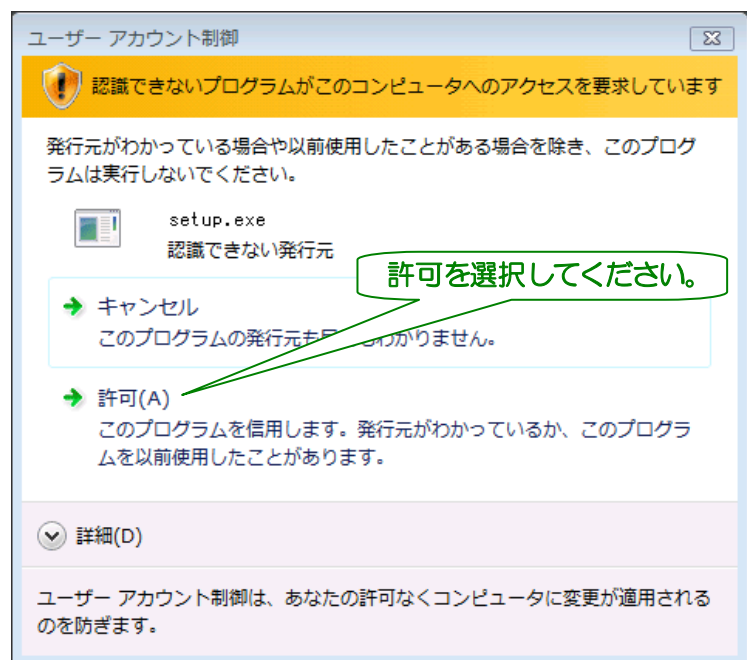 ユーザー アカウント制御
認識できないプログラムがこのコンピュータへのアクセスを要求しています
発行元がわかっている場合や以前使用したことがある場合を除き、このプログ
ラムは実行しないでください。
setup.exe
認識できない発行元
許可を選択してください。
キャンセル
このプログラムの発行元も わかりません。
許可(A)
このプログラムを信用します。発行元がわかっているか、このプログラ
ムを以前使用したことがあります。
詳細(D)
ユーザー アカウント制御は、あなたの許可なくコンピュータに変更が適用される
のを防ぎます。